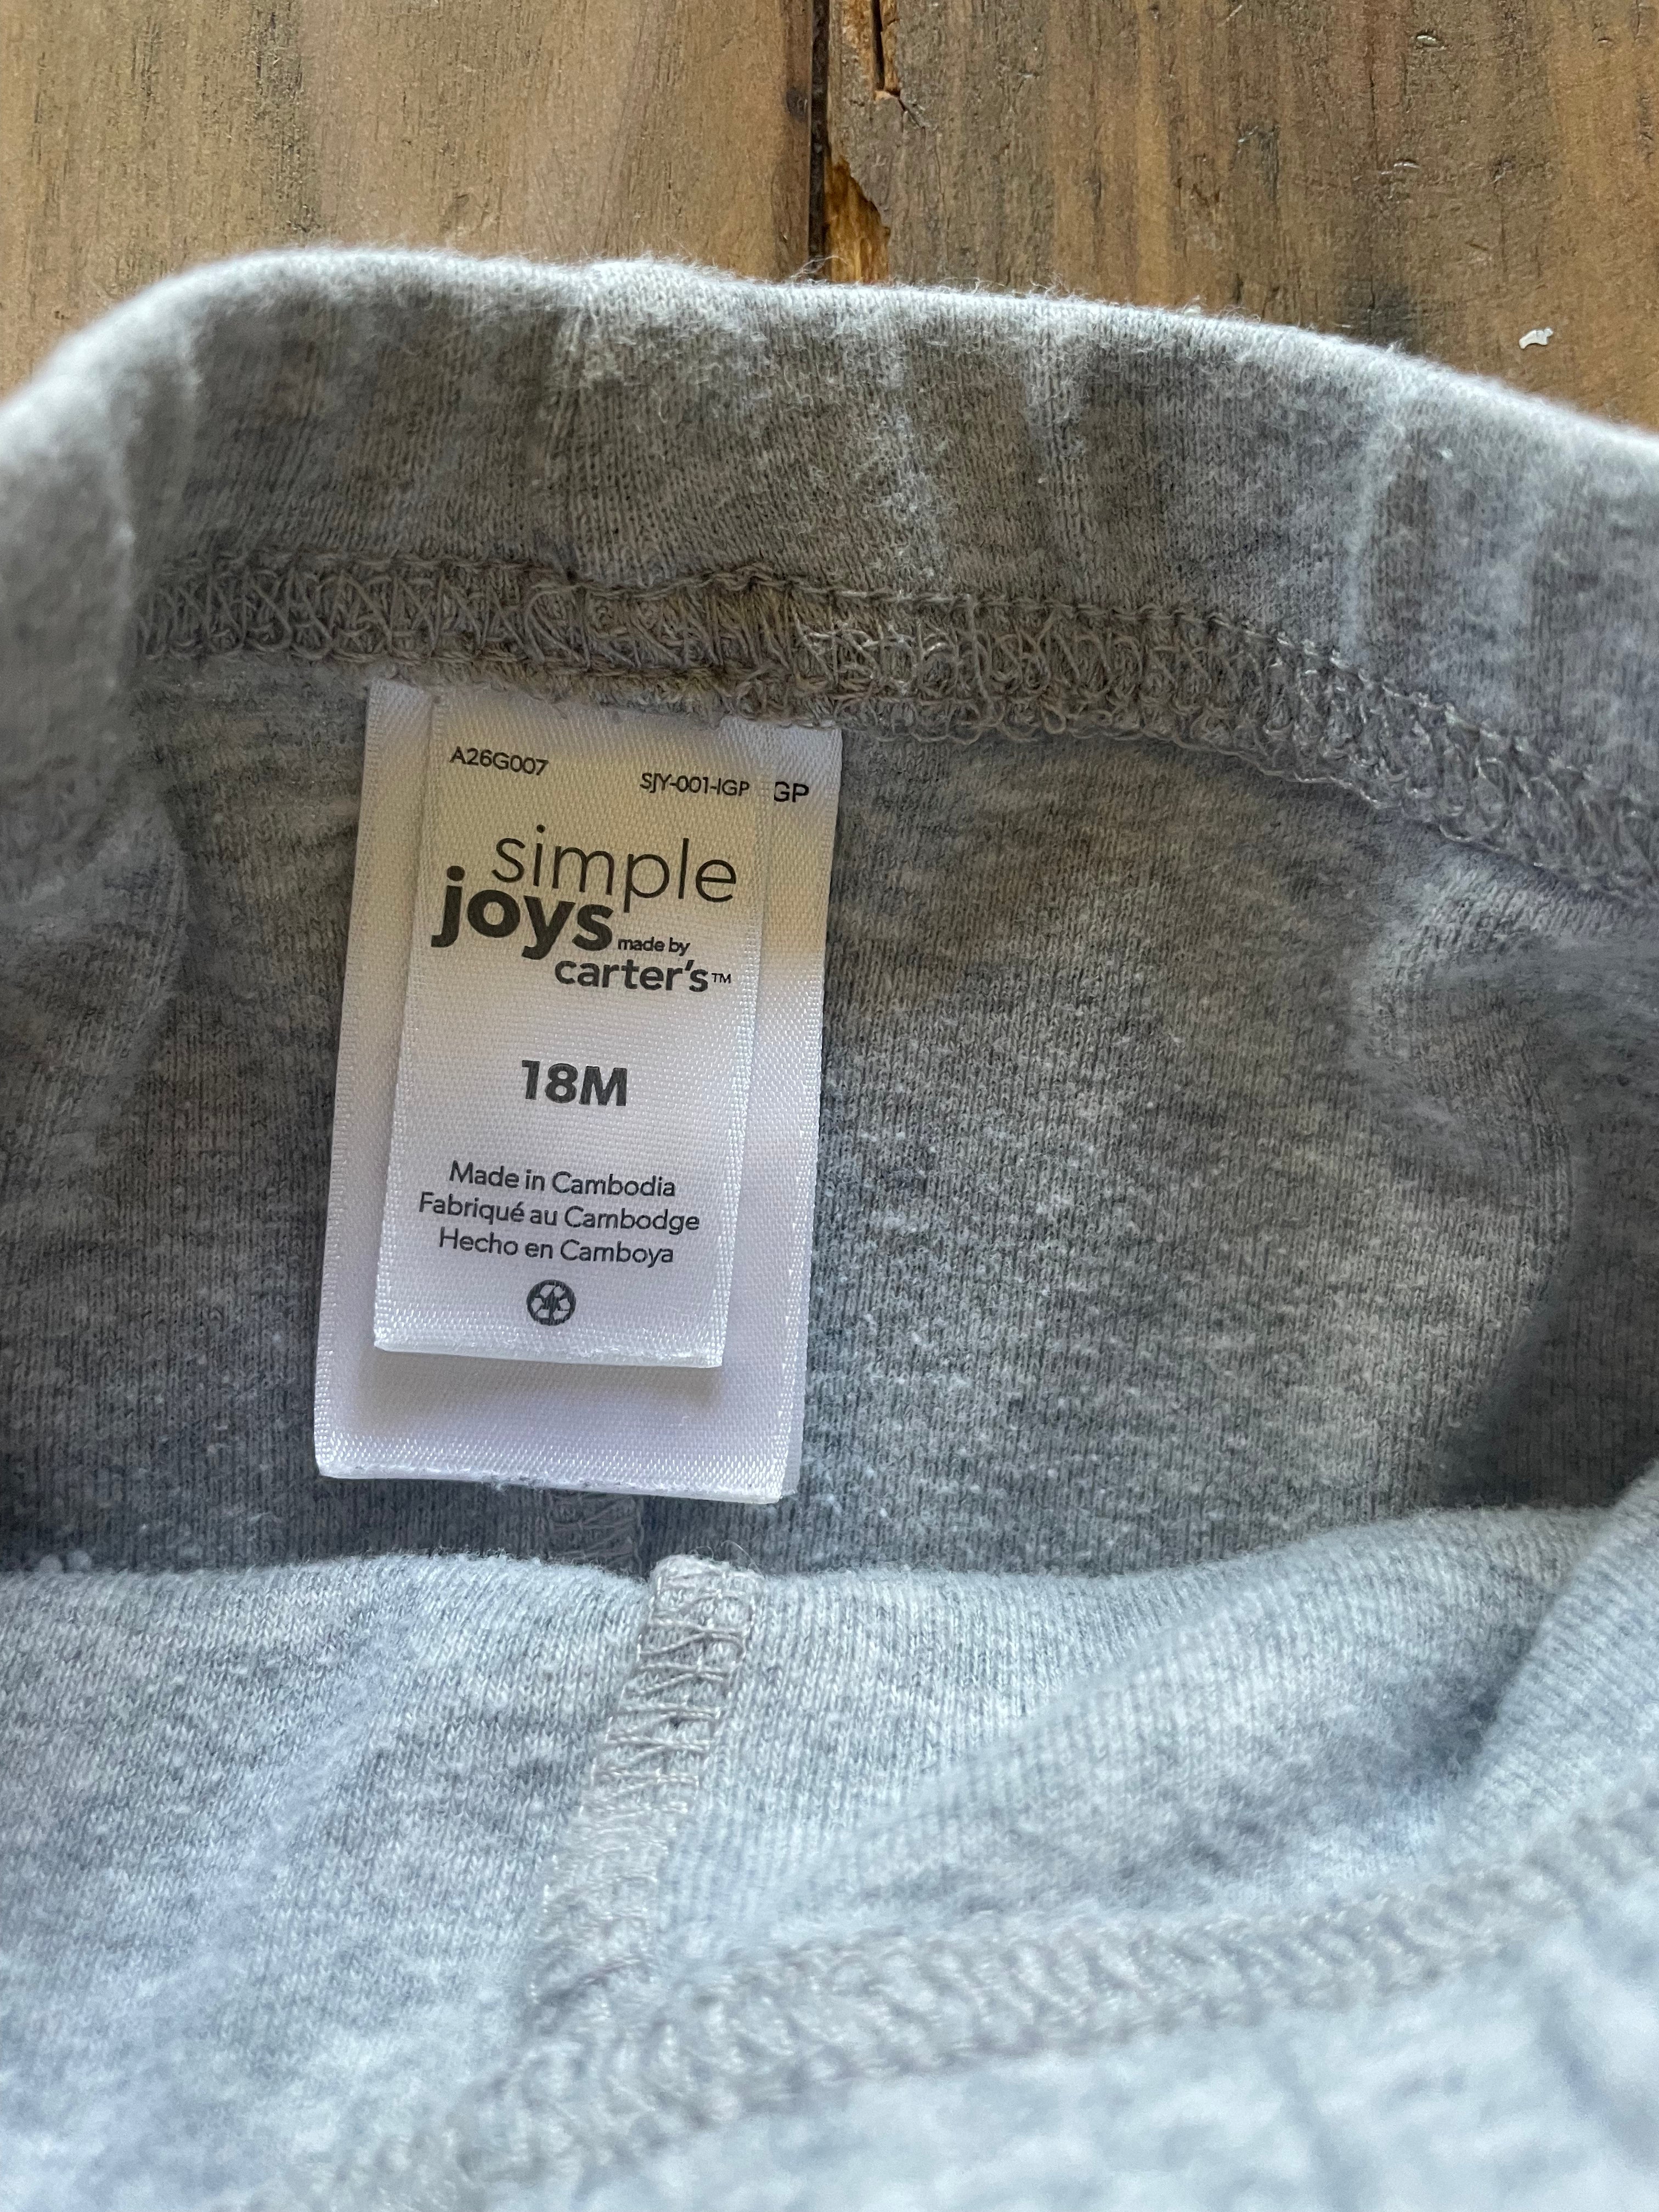 A26G007 SJY-001-IGP GP
simple
joys made by
carter's™
18M
Made in Cambodia
Fabriqué au Cambodge
Hecho en Camboya